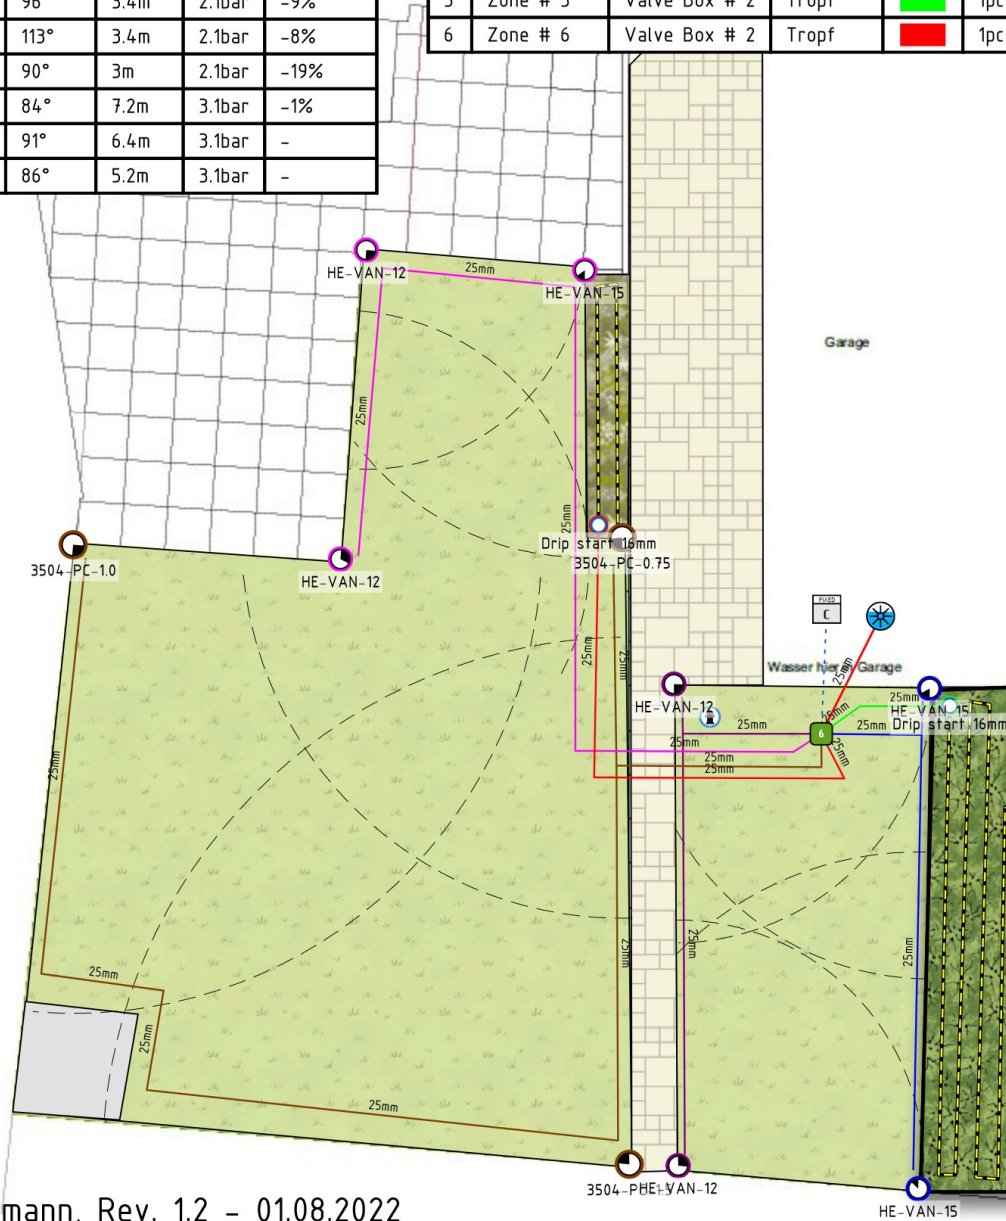 96° 3.4m 2.1bar -9%
113° 3.4m 2.1bar -8%
90° 3m 2.1bar -19%
84° 7.2m 3.1bar -1%
91° 6.4m 3.1bar -
86° 5.2m 3.1bar -
5 Zone # 5 Valve Box # 2 Tropf 1pc
6 Zone # 6 Valve Box # 2 Tropf 1pc
HE-VAN-12
25mm
HE-VAN-15
Garage
25mm
25mm
Drip start 16mm
3504-PC-1.0
HE-VAN-12
3504-PC-0.75
FIXED
C
25mm
25mm
Wasser hier
Garage
25mm
HE-VAN-12
25mm
HE-VAN-15
25mm
Drip start 16mm
25mm
25mm
6
25mm
25mm
25mm
25mm
25mm
25mm
25mm
25mm
25mm
25mm
25mm
25mm
HE-VAN-12
HE-VAN-15
mann. Rev. 1.2 - 01.08.2022